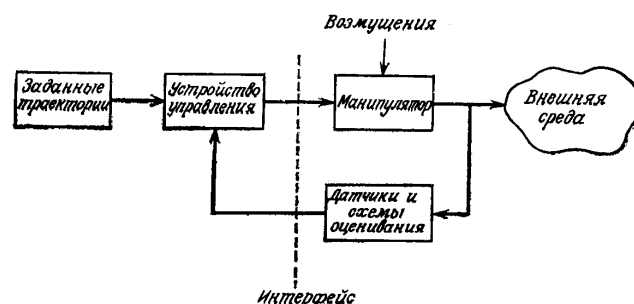 Возмущения
Заданные
траектории
Устройство
управления
Манипулятор
Внешняя
среда
Датчики и
схемы
оценивания
Интерфейс